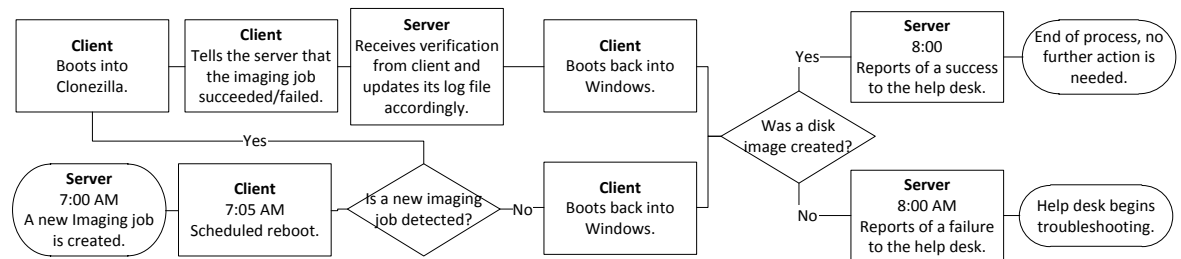 Client
Boots into
Clonezilla.
Client
Tells the server that
the imaging job
succeeded/failed.
Server
Receives verification
from client and
updates its log file
accordingly.
Client
Boots back into
Windows.
Yes
Server
8:00
Reports of a success
to the help desk.
End of process, no
further action is
needed.
Was a disk
image created?
Yes
Server
7:00 AM
A new Imaging job
is created.
Client
7:05 AM
Scheduled reboot.
Is a new imaging
job detected?
No
Client
Boots back into
Windows.
No
Server
8:00 AM
Reports of a failure
to the help desk.
Help desk begins
troubleshooting.